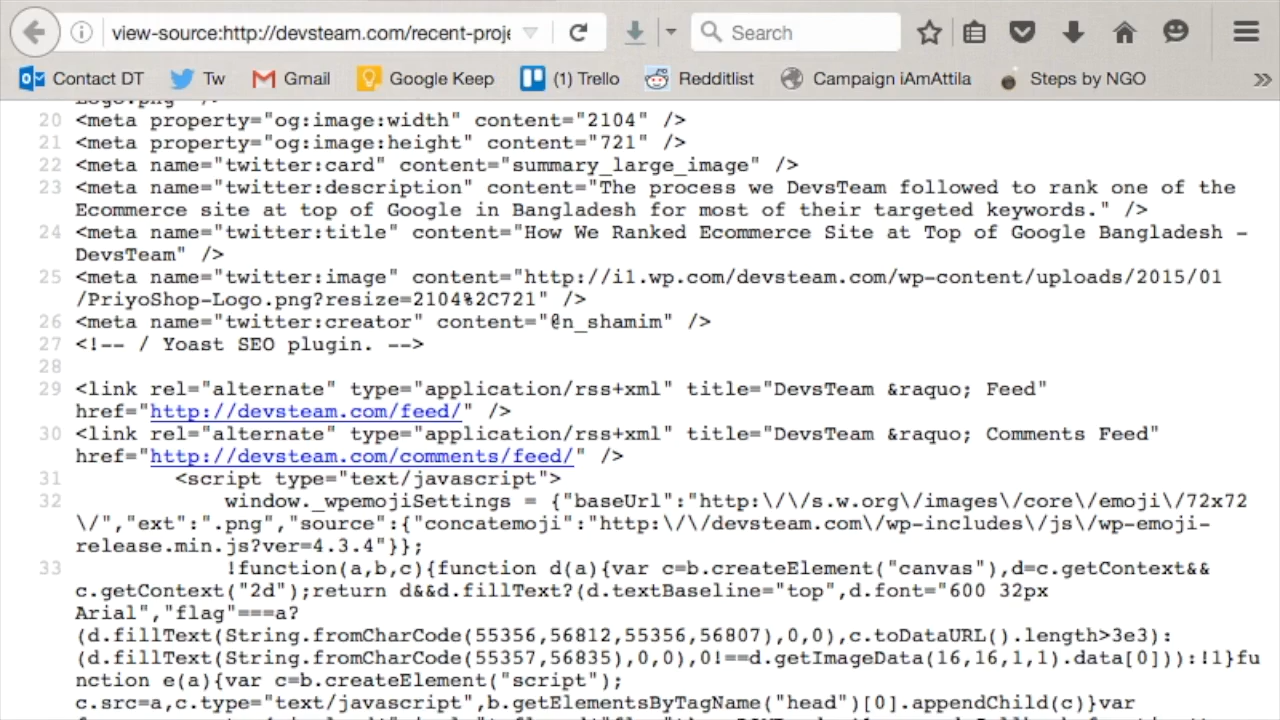 view-source:http://devsteam.com/recent-proje
Search
Contact DT
Tw
Gmail
Google Keep
(1) Trello
Redditlist
Campaign iAmAttila
Steps by NGO
Logo.png" />
20 <meta property="og:image:width" content="2104" />
21 <meta property="og:image:height" content="721" />
22 <meta name="twitter:card" content="summary_large_image" />
23 <meta name="twitter:description" content="The process we DevsTeam followed to rank one of the
Ecommerce site at top of Google in Bangladesh for most of their targeted keywords." />
24 <meta name="twitter:title" content="How We Ranked Ecommerce Site at Top of Google Bangladesh -
DevsTeam" />
25 <meta name="twitter:image" content="http://i1.wp.com/devsteam.com/wp-content/uploads/2015/01
/PriyoShop-Logo.png?resize=2104%2C721" />
26 <meta name="twitter:creator" content="@n_shamim" />
27 <!-- / Yoast SEO plugin. -->
28
29 <link rel="alternate" type="application/rss+xml" title="DevsTeam &raquo; Feed"
href="http://devsteam.com/feed/" />
30 <link rel="alternate" type="application/rss+xml" title="DevsTeam &raquo; Comments Feed"
href="http://devsteam.com/comments/feed/" />
31 <script type="text/javascript">
32 window._wpemojiSettings = {"baseUrl":"http:\/\/s.w.org\/images\/core\/emoji\/72x72
\/","ext":".png","source":{"concatemoji":"http:\/\/devsteam.com\/wp-includes\/js\/wp-emoji-
release.min.js?ver=4.3.4"}};
33 !function(a,b,c){function d(a){var c=b.createElement("canvas"),d=c.getContext&&
c.getContext("2d");return d&&d.fillText?(d.textBaseline="top",d.font="600 32px
Arial","flag"===a?
(d.fillText(String.fromCharCode(55356,56812,55356,56807),0,0),c.toDataURL().length>3e3):
(d.fillText(String.fromCharCode(55357,56835),0,0),0!==d.getImageData(16,16,1,1).data[0])):!1}fu
nction e(a){var c=b.createElement("script");
c.src=a,c.type="text/javascript",b.getElementsByTagName("head")[0].appendChild(c)}var